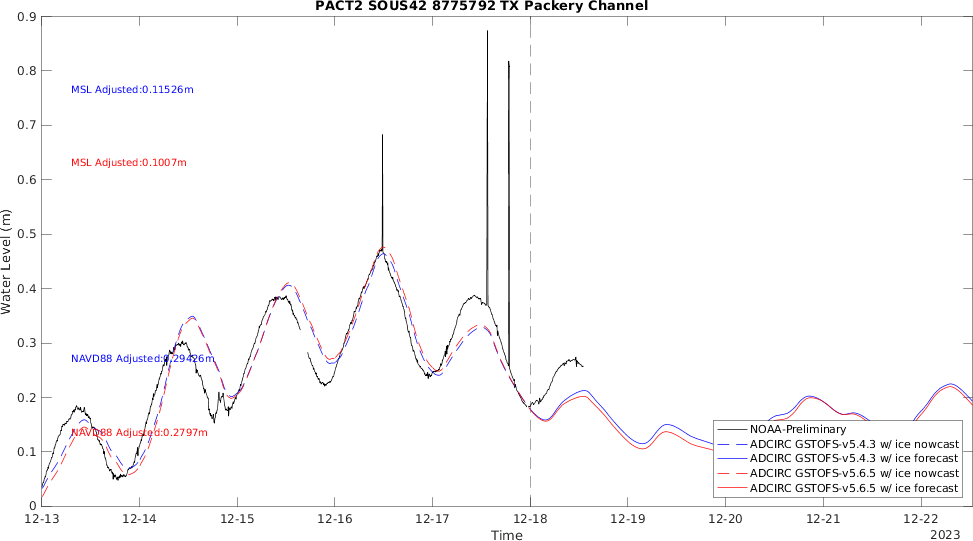 PACT2 SOUS42 8775792 TX Packery Channel
0.9
0.8
MSL Adjusted:0.11526m
0.7
MSL Adjusted:0.1007m
0.6
0.5
Water Level (m)
0.4
0.3
NAVD88 Adjusted:0.29426m
0.2
NAVD88 Adjusted:0.2797m
0.1
0
NOAA-Preliminary
ADCIRC GSTOFS-v5.4.3 w/ ice nowcast
ADCIRC GSTOFS-v5.4.3 w/ ice forecast
ADCIRC GSTOFS-v5.6.5 w/ ice nowcast
ADCIRC GSTOFS-v5.6.5 w/ ice forecast
12-13 12-14 12-15 12-16 12-17 12-18 12-19 12-20 12-21 12-22
Time
2023